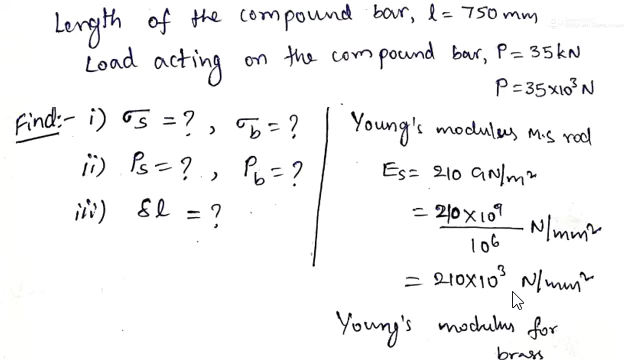 Length of the compound bar, l = 750 mm
Load acting on the compound bar, P = 35 kN
P = 35×10³ N
Find:- i) σs = ? , σb = ?
ii) Ps = ? , Pb = ?
iii) δl = ?
Young's modulus M.S rod
Es = 210 GN/m²
= 210×10⁹ / 10⁶ N/mm²
= 210×10³ N/mm²
Young's modulus for
brass